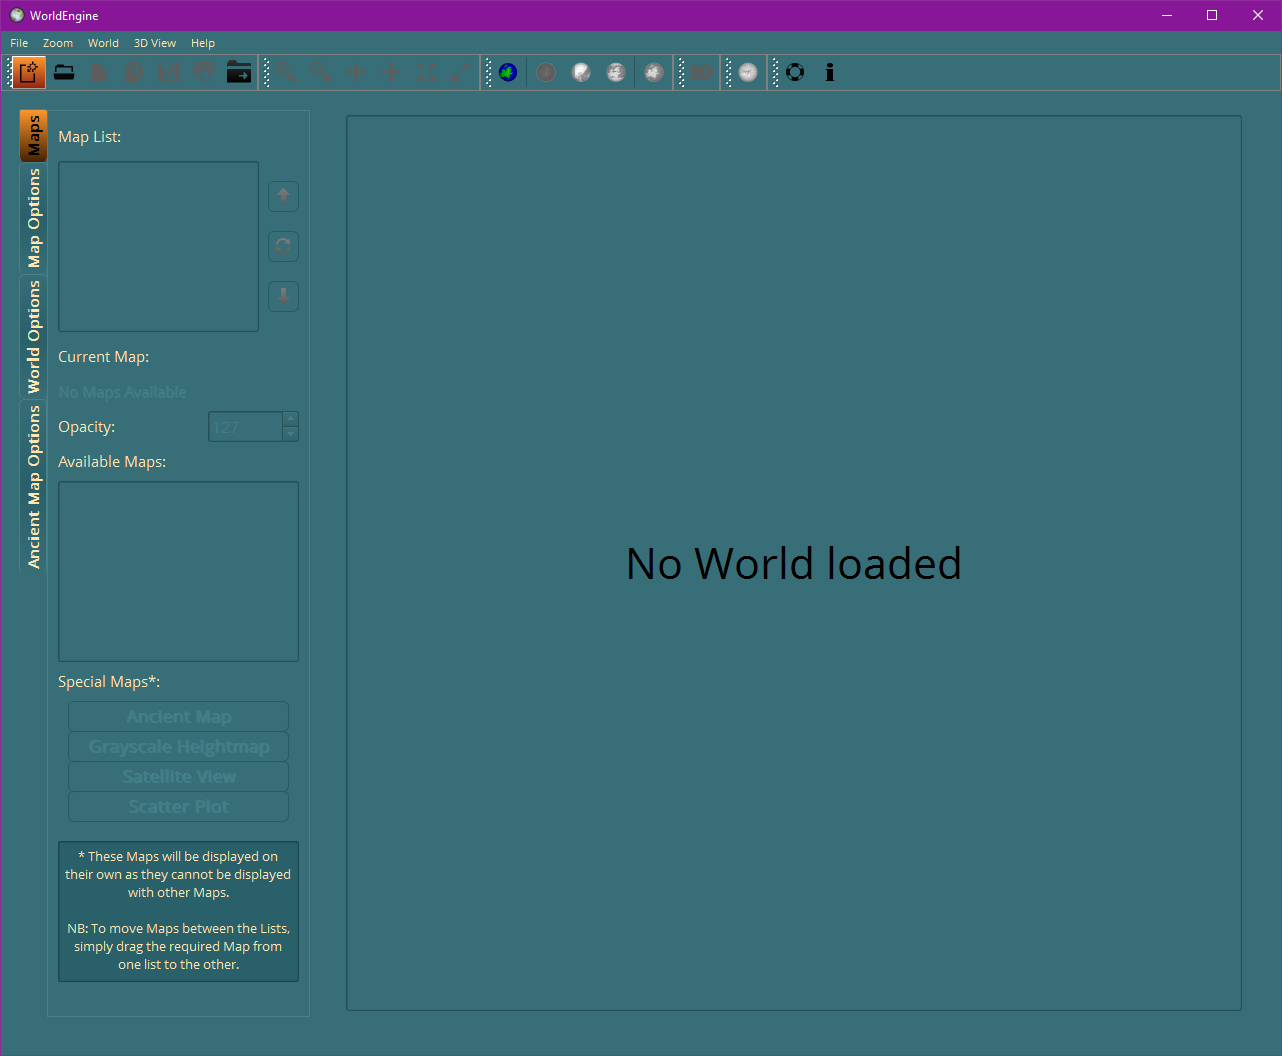 WorldEngine
File Zoom World 3D View Help
3D
Maps
Map Options
World Options
Ancient Map Options
Map List:
Current Map:
No Maps Available
Opacity: 127
Available Maps:
Special Maps*:
Ancient Map
Grayscale Heightmap
Satellite View
Scatter Plot
* These Maps will be displayed on
their own as they cannot be displayed
with other Maps.
NB: To move Maps between the Lists,
simply drag the required Map from
one list to the other.
No World loaded